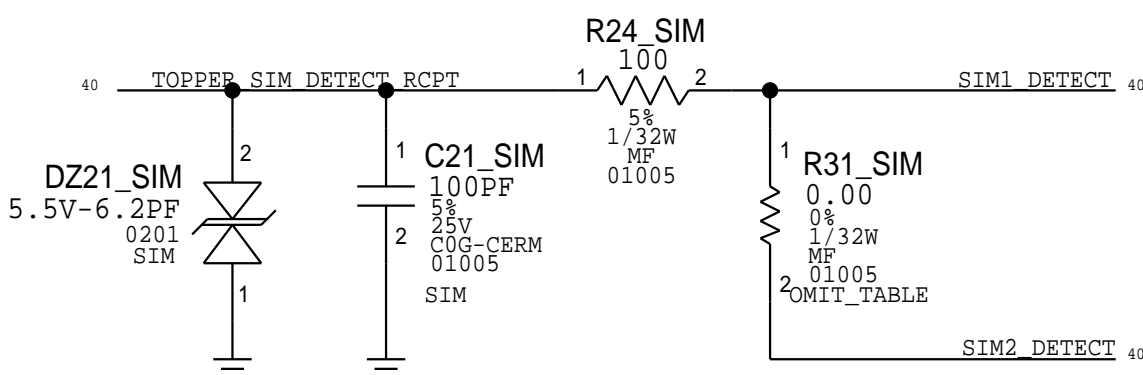 R24_SIM
100
40 TOPPER_SIM_DETECT_RCPT 1 2 SIM1_DETECT 40
5%
1/32W
MF
01005
2
DZ21_SIM
5.5V-6.2PF
0201
SIM
1
1
C21_SIM
100PF
5%
25V
C0G-CERM
01005
2
SIM
1
R31_SIM
0.00
0%
1/32W
MF
01005
2
OMIT_TABLE
SIM2_DETECT 40